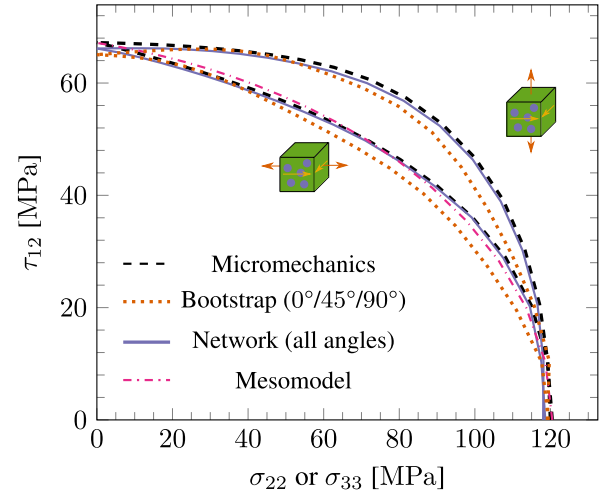 60
40
20
0
τ12 [MPa]
Micromechanics
Bootstrap (0°/45°/90°)
Network (all angles)
Mesomodel
0 20 40 60 80 100 120
σ22 or σ33 [MPa]